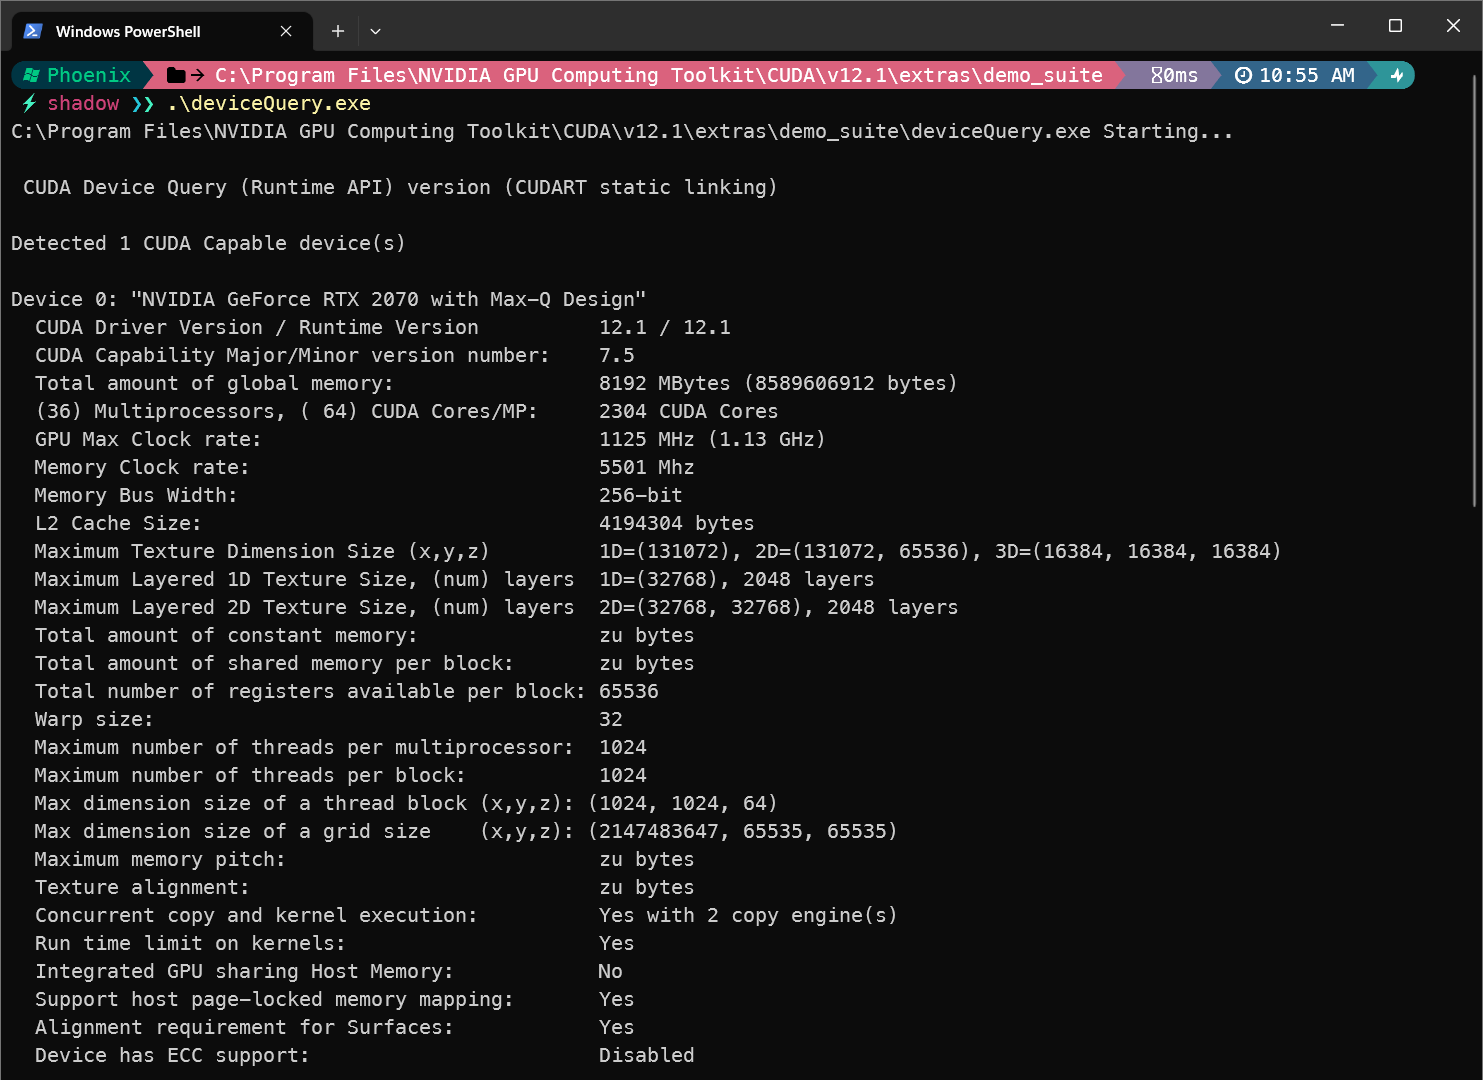 Windows PowerShell
Phoenix C:\Program Files\NVIDIA GPU Computing Toolkit\CUDA\v12.1\extras\demo_suite 0ms 10:55 AM
shadow ❯❯ .\deviceQuery.exe
C:\Program Files\NVIDIA GPU Computing Toolkit\CUDA\v12.1\extras\demo_suite\deviceQuery.exe Starting...
CUDA Device Query (Runtime API) version (CUDART static linking)
Detected 1 CUDA Capable device(s)
Device 0: "NVIDIA GeForce RTX 2070 with Max-Q Design"
CUDA Driver Version / Runtime Version 12.1 / 12.1
CUDA Capability Major/Minor version number: 7.5
Total amount of global memory: 8192 MBytes (8589606912 bytes)
(36) Multiprocessors, ( 64) CUDA Cores/MP: 2304 CUDA Cores
GPU Max Clock rate: 1125 MHz (1.13 GHz)
Memory Clock rate: 5501 Mhz
Memory Bus Width: 256-bit
L2 Cache Size: 4194304 bytes
Maximum Texture Dimension Size (x,y,z) 1D=(131072), 2D=(131072, 65536), 3D=(16384, 16384, 16384)
Maximum Layered 1D Texture Size, (num) layers 1D=(32768), 2048 layers
Maximum Layered 2D Texture Size, (num) layers 2D=(32768, 32768), 2048 layers
Total amount of constant memory: zu bytes
Total amount of shared memory per block: zu bytes
Total number of registers available per block: 65536
Warp size: 32
Maximum number of threads per multiprocessor: 1024
Maximum number of threads per block: 1024
Max dimension size of a thread block (x,y,z): (1024, 1024, 64)
Max dimension size of a grid size (x,y,z): (2147483647, 65535, 65535)
Maximum memory pitch: zu bytes
Texture alignment: zu bytes
Concurrent copy and kernel execution: Yes with 2 copy engine(s)
Run time limit on kernels: Yes
Integrated GPU sharing Host Memory: No
Support host page-locked memory mapping: Yes
Alignment requirement for Surfaces: Yes
Device has ECC support: Disabled